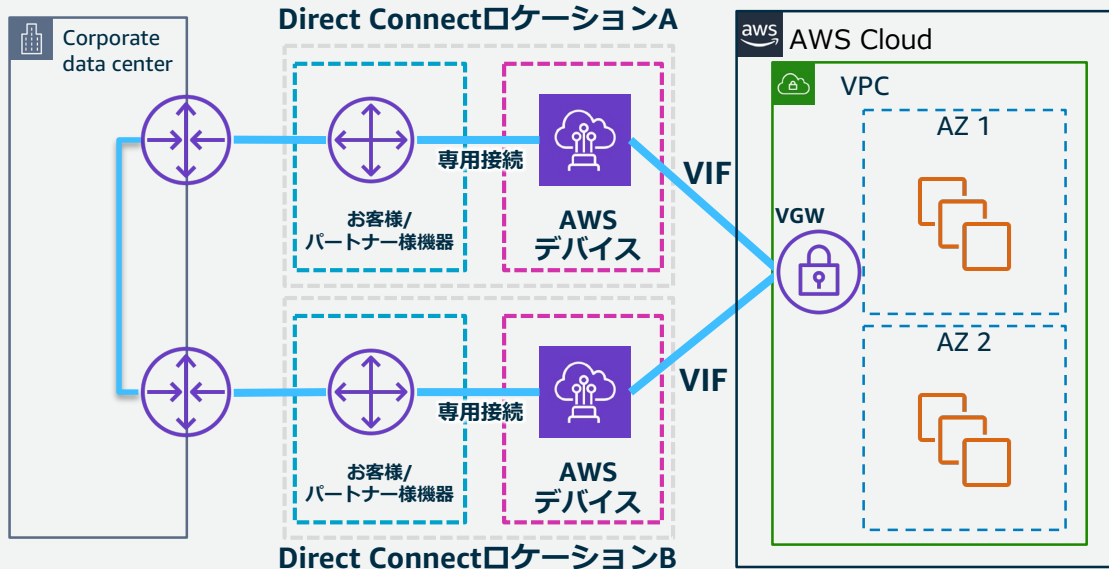 Direct ConnectロケーションA
Corporate
data center
専用接続
お客様/
パートナー様機器
AWS
デバイス
VIF
aws
AWS Cloud
VPC
AZ 1
VGW
AZ 2
VIF
専用接続
お客様/
パートナー様機器
AWS
デバイス
Direct ConnectロケーションB